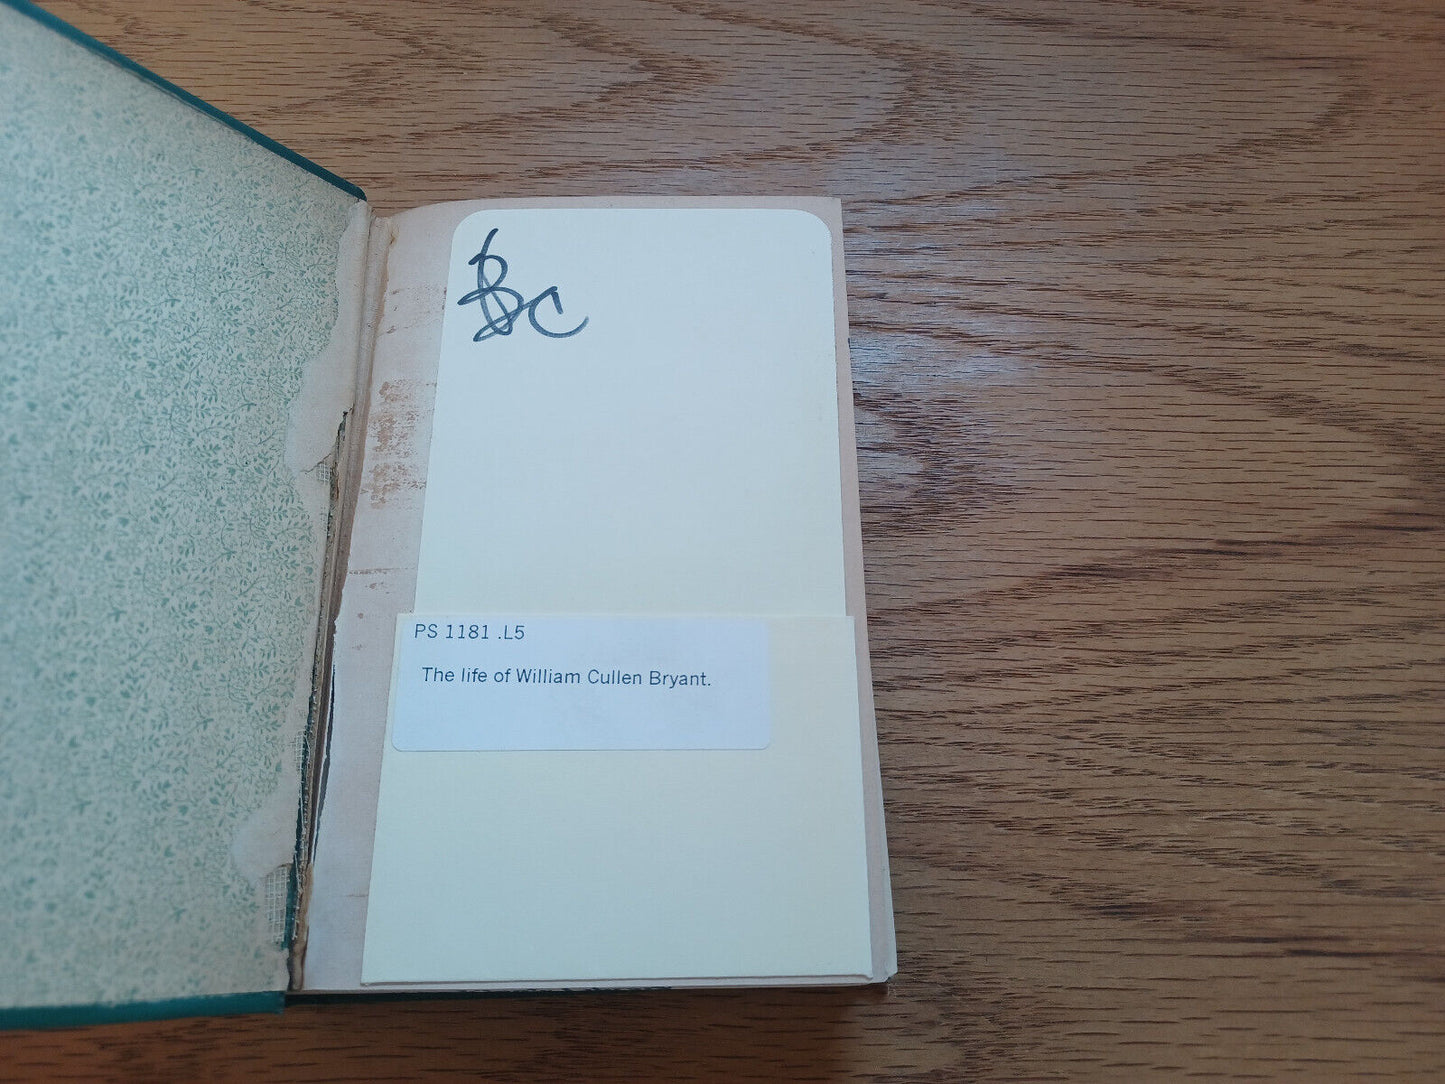 BC
PS 1181 .L5
The life of William Cullen Bryant.